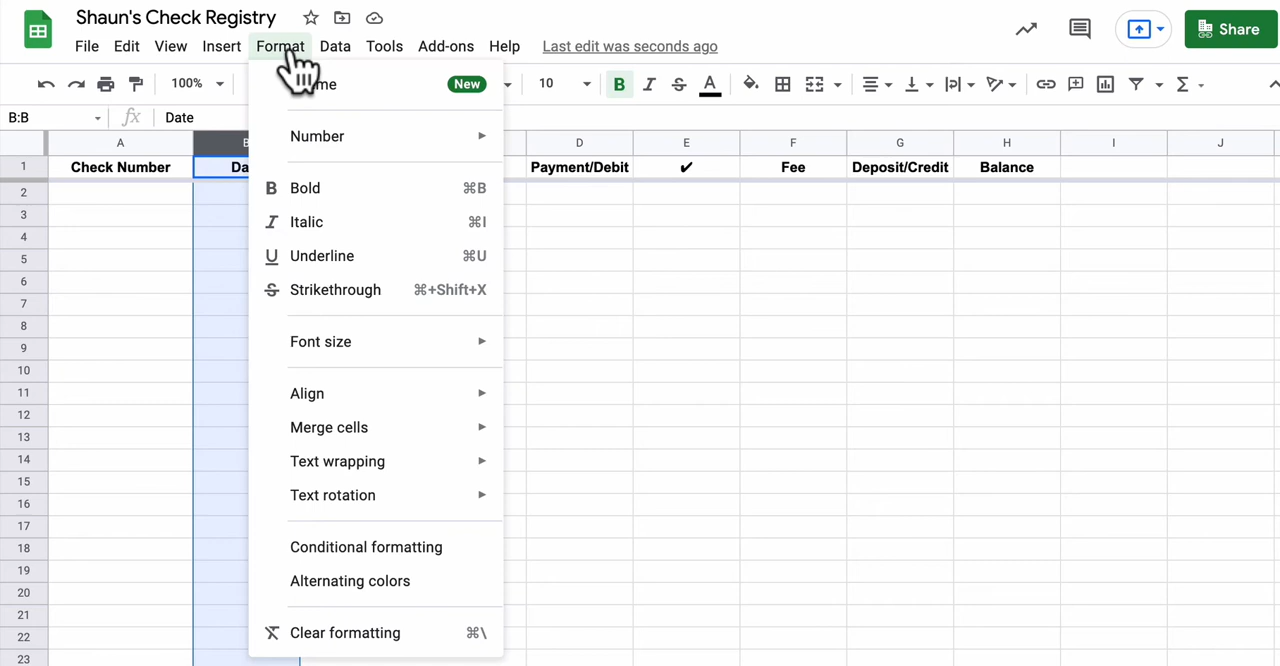 Shaun's Check Registry
File Edit View Insert Format Data Tools Add-ons Help Last edit was seconds ago
Share
100% 10 B I S A Σ
B:B fx Date
A B D E F G H I J
1 Check Number Da Payment/Debit ✔ Fee Deposit/Credit Balance
New
Number
B Bold ⌘B
I Italic ⌘I
U Underline ⌘U
S Strikethrough ⌘+Shift+X
Font size
Align
Merge cells
Text wrapping
Text rotation
Conditional formatting
Alternating colors
Clear formatting ⌘\
2
3
4
5
6
7
8
9
10
11
12
13
14
15
16
17
18
19
20
21
22
23